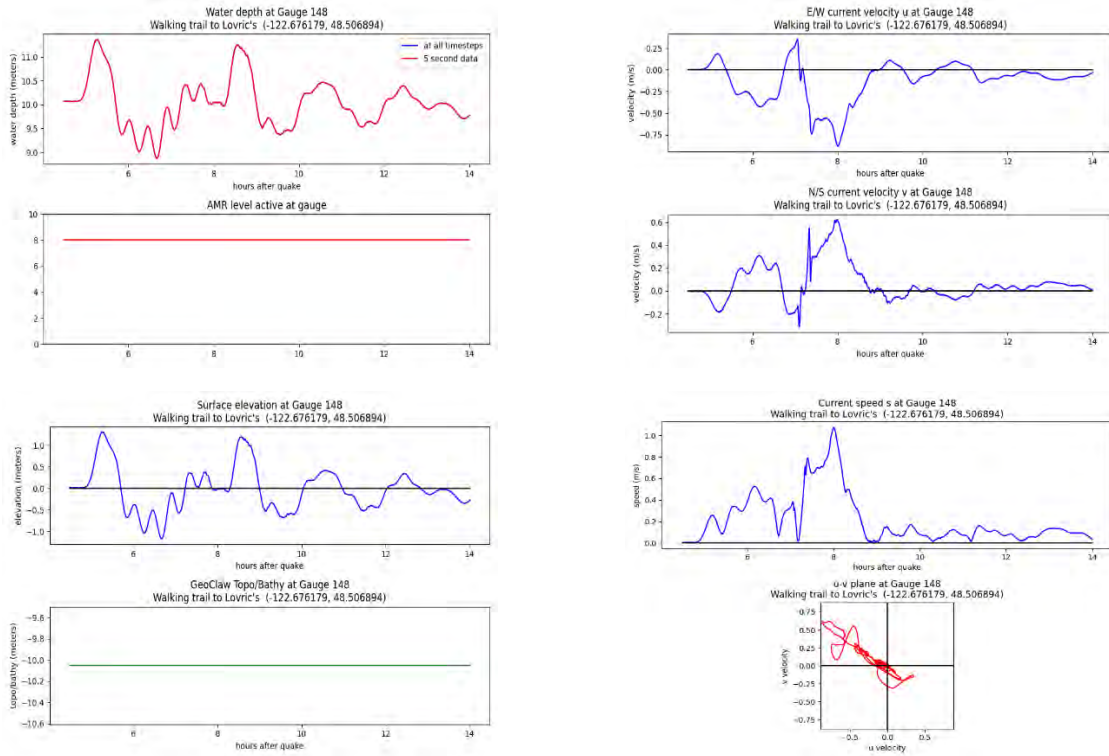 Water depth at Gauge 148
Walking trail to Lovric's (-122.676179, 48.506894)
at all timesteps
5 second data
water depth (meters)
11.0
10.5
10.0
9.5
9.0
6
8
10
12
14
hours after quake
AMR level active at gauge
10
8
6
4
2
0
6
8
10
12
14
hours after quake
Surface elevation at Gauge 148
Walking trail to Lovric's (-122.676179, 48.506894)
elevation (meters)
1.0
0.5
0.0
−0.5
−1.0
6
8
10
12
14
hours after quake
GeoClaw Topo/Bathy at Gauge 148
Walking trail to Lovric's (-122.676179, 48.506894)
topo/bathy (meters)
−9.6
−9.8
−10.0
−10.2
−10.4
−10.6
6
8
10
12
14
hours after quake
E/W current velocity u at Gauge 148
Walking trail to Lovric's (-122.676179, 48.506894)
velocity (m/s)
0.25
0.00
−0.25
−0.50
−0.75
6
8
10
12
14
hours after quake
N/S current velocity v at Gauge 148
Walking trail to Lovric's (-122.676179, 48.506894)
velocity (m/s)
0.6
0.4
0.2
0.0
−0.2
6
8
10
12
14
hours after quake
Current speed s at Gauge 148
Walking trail to Lovric's (-122.676179, 48.506894)
speed (m/s)
1.0
0.8
0.6
0.4
0.2
0.0
6
8
10
12
14
hours after quake
u-v plane at Gauge 148
Walking trail to Lovric's (-122.676179, 48.506894)
v velocity
0.75
0.50
0.25
0.00
−0.25
−0.50
−0.75
−0.5
0.0
0.5
u velocity